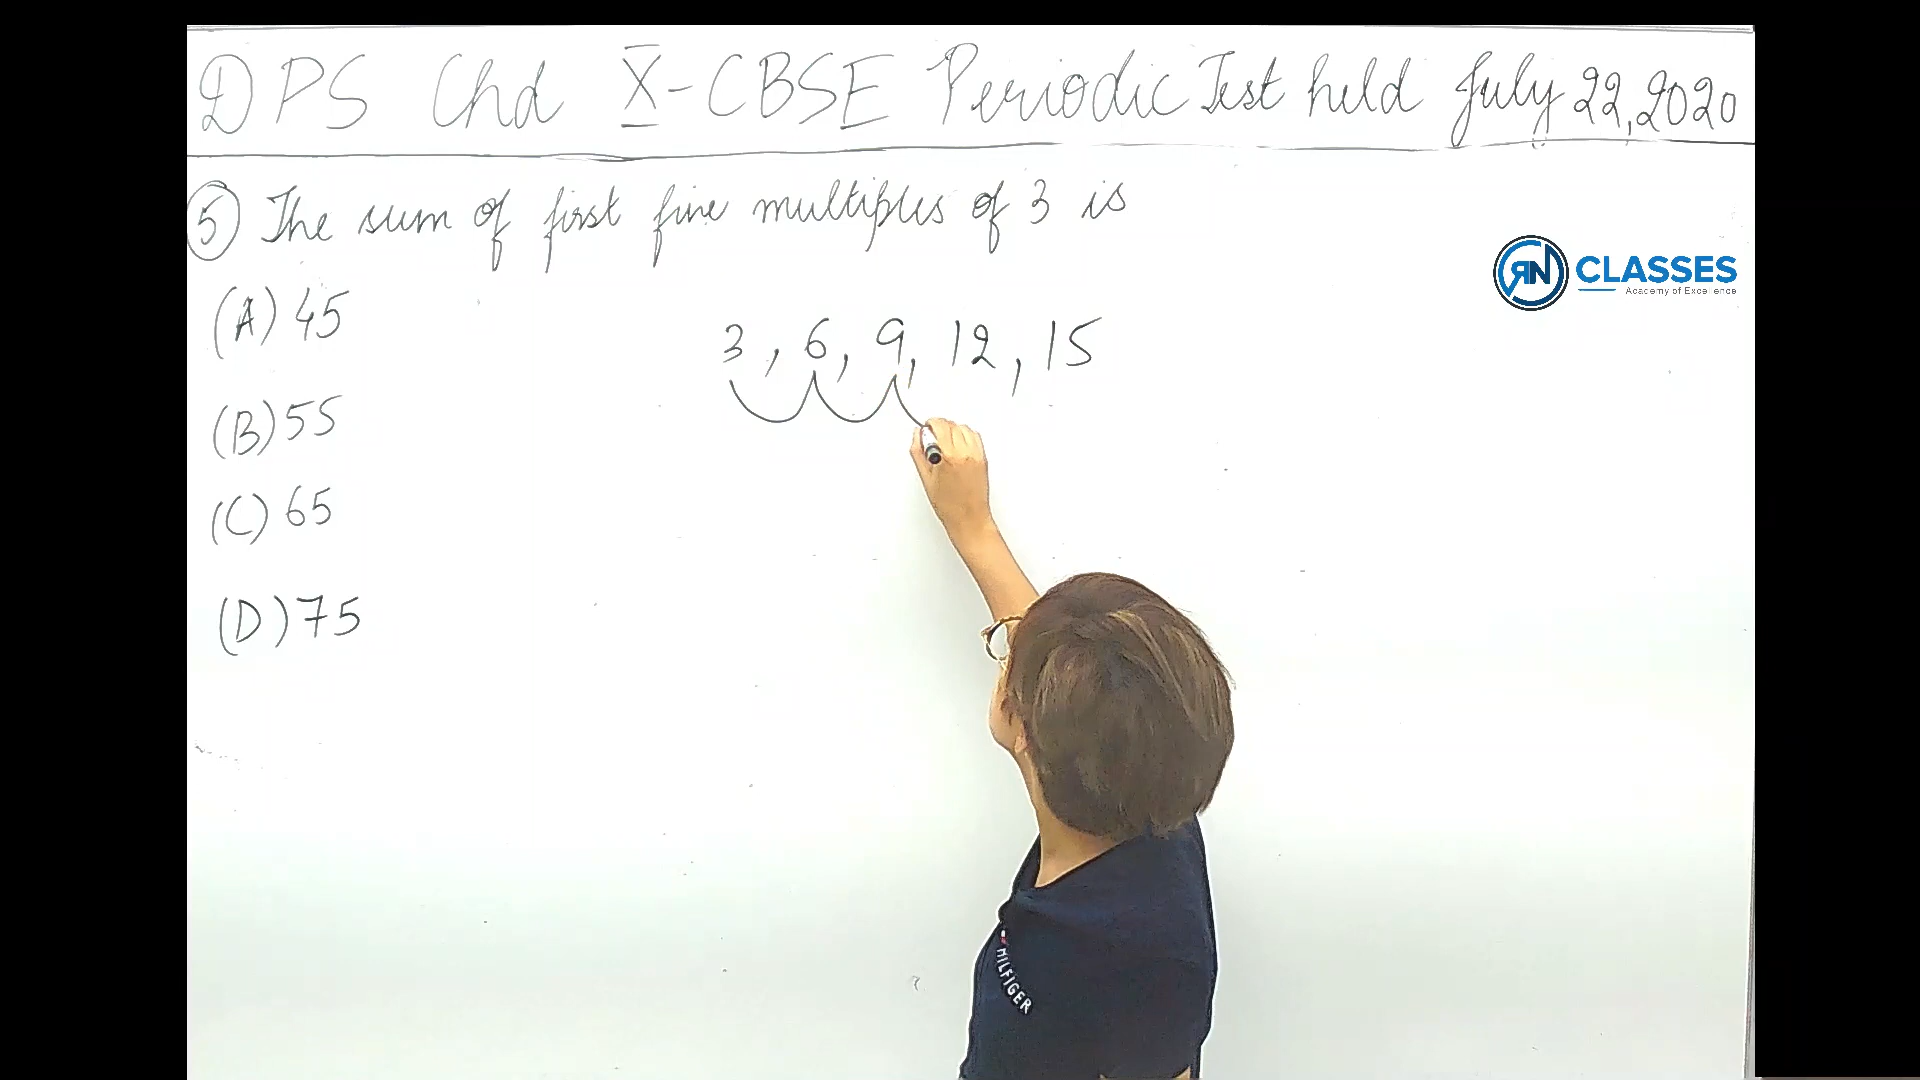 DPS Chd X-CBSE Periodic Test held July 22, 2020
5 The sum of first five multiples of 3 is
RN CLASSES
Academy of Excellence
(A) 45
3, 6, 9, 12, 15
(B) 55
(C) 65
(D) 75
HILFIGER